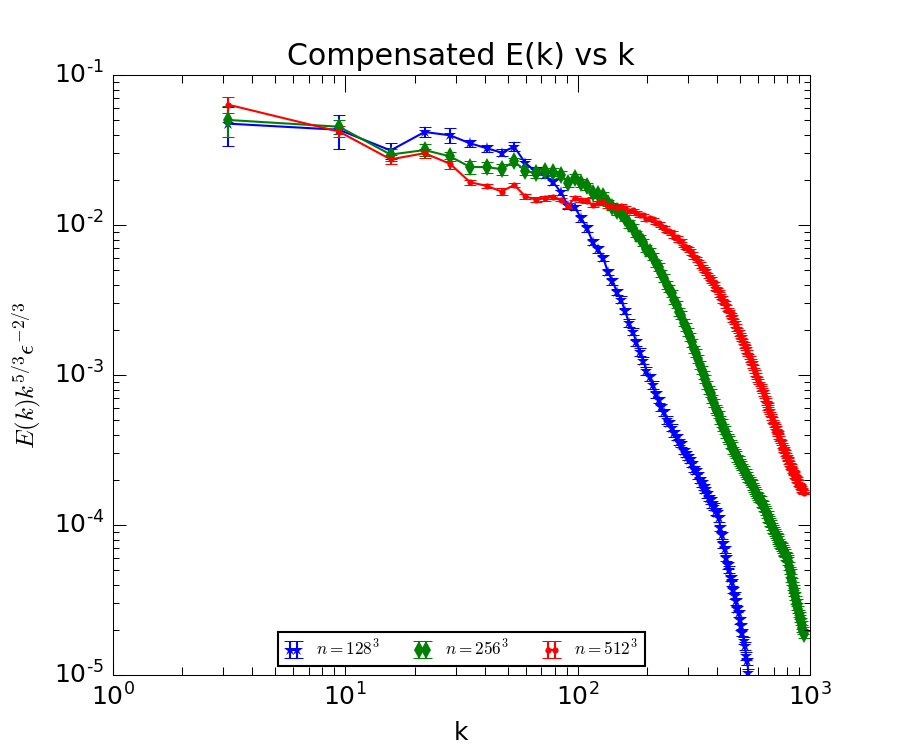 Compensated E(k) vs k
10^-1
10^-2
10^-3
10^-4
10^-5
E(k)k^{5/3}ϵ^{-2/3}
n = 128^3
n = 256^3
n = 512^3
10^0
10^1
10^2
10^3
k